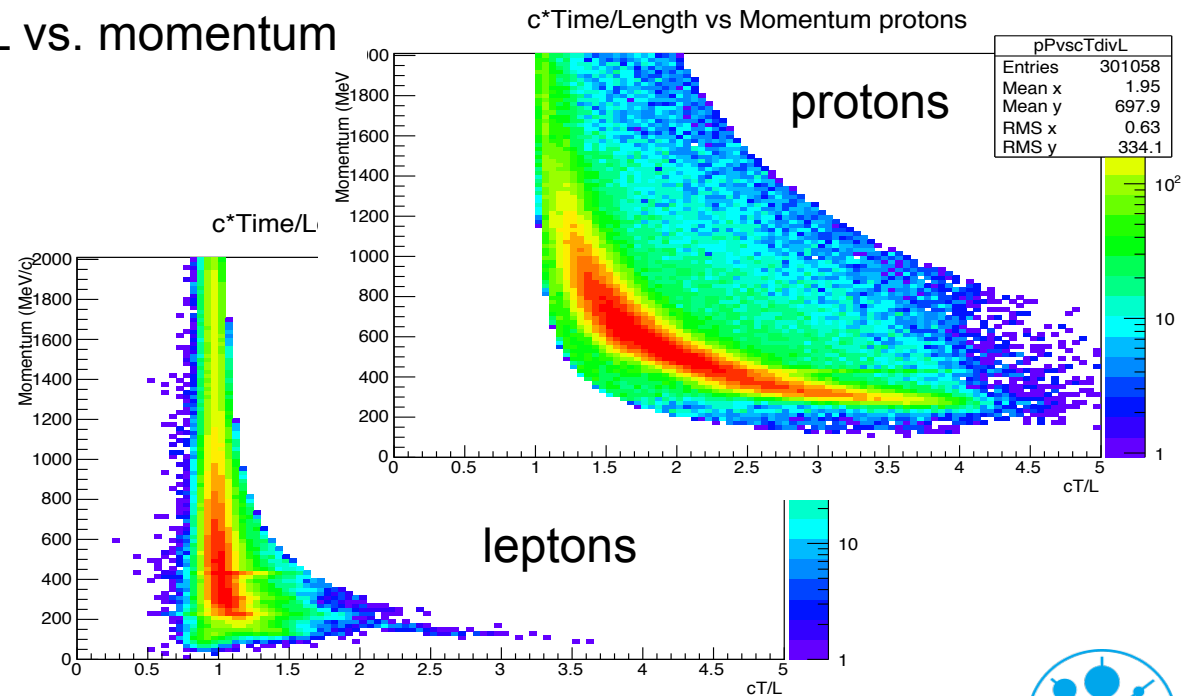 L vs. momentum
c*Time/Length vs Momentum protons
pPvscTdivL
Entries 301058
Mean x 1.95
Mean y 697.9
RMS x 0.63
RMS y 334.1
protons
Momentum (MeV
00
1800
1600
1400
1200
1000
800
600
400
200
0
0 0.5 1 1.5 2 2.5 3 3.5 4 4.5 5
cT/L
10²
10
1
c*Time/L
leptons
Momentum (MeV/c)
2000
1800
1600
1400
1200
1000
800
600
400
200
0
0 0.5 1 1.5 2 2.5 3 3.5 4 4.5 5
cT/L
10
1